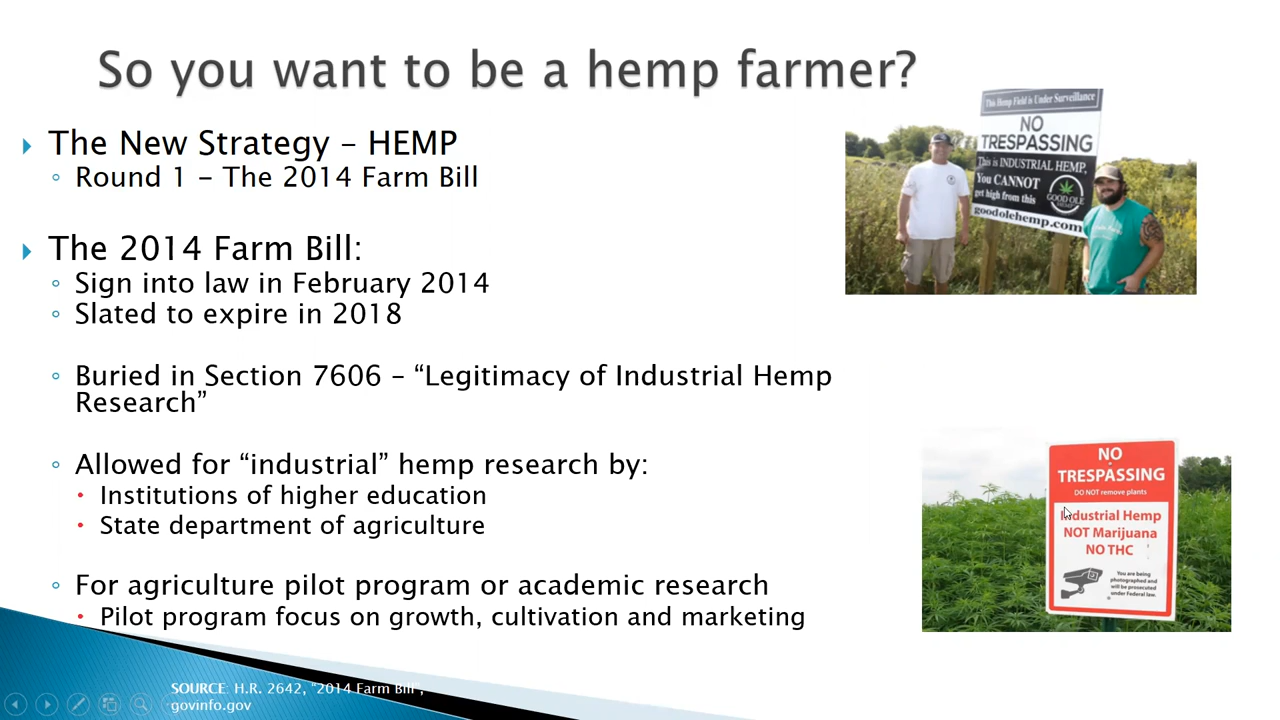 So you want to be a hemp farmer?
The New Strategy – HEMP
Round 1 – The 2014 Farm Bill
The 2014 Farm Bill:
Sign into law in February 2014
Slated to expire in 2018
Buried in Section 7606 – “Legitimacy of Industrial Hemp
Research”
Allowed for “industrial” hemp research by:
Institutions of higher education
State department of agriculture
For agriculture pilot program or academic research
Pilot program focus on growth, cultivation and marketing
SOURCE: H.R. 2642, “2014 Farm Bill”,
govinfo.gov
This Hemp Field is Under Surveillance
NO
TRESPASSING
This is INDUSTRIAL HEMP,
You CANNOT
get high from this
GOOD OLE
HEMP
goodolehemp.com
NO
TRESPASSING
DO NOT remove plants
Industrial Hemp
NOT Marijuana
NO THC
You are being
photographed and
will be prosecuted
under Federal law.